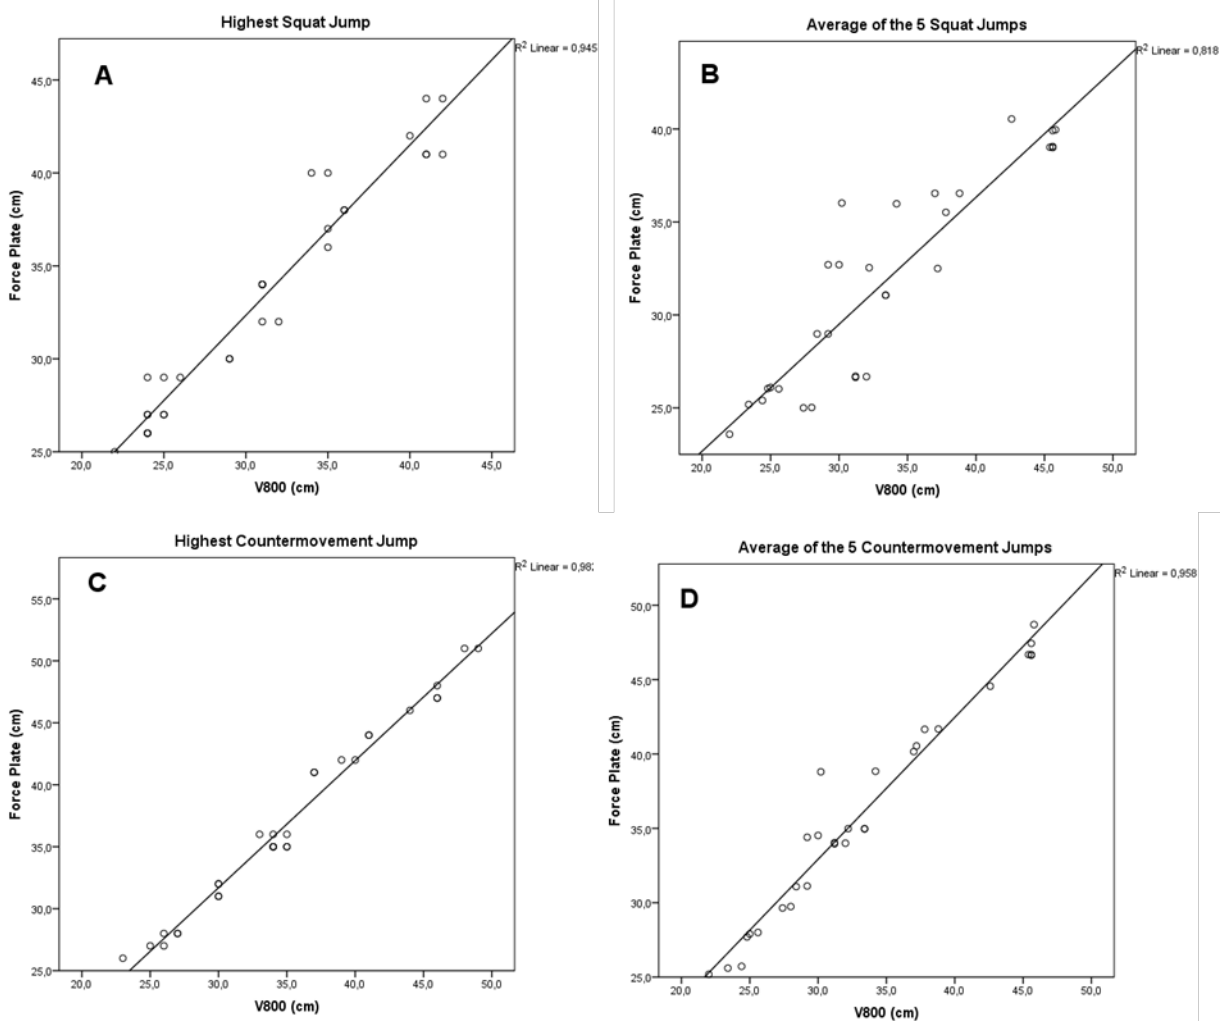 Highest Squat Jump
R² Linear = 0,945
A
45,0
40,0
35,0
30,0
25,0
Force Plate (cm)
20,0 25,0 30,0 35,0 40,0 45,0
V800 (cm)
Average of the 5 Squat Jumps
R² Linear = 0,818
B
40,0
35,0
30,0
25,0
Force Plate (cm)
20,0 25,0 30,0 35,0 40,0 45,0 50,0
V800 (cm)
Highest Countermovement Jump
R² Linear =
C
55,0
50,0
45,0
40,0
35,0
30,0
25,0
Force Plate (cm)
20,0 25,0 30,0 35,0 40,0 45,0 50,0
V800 (cm)
Average of the 5 Countermovement Jumps
R² Linear = 0,958
D
50,0
45,0
40,0
35,0
30,0
25,0
Force Plate (cm)
20,0 25,0 30,0 35,0 40,0 45,0 50,0
V800 (cm)